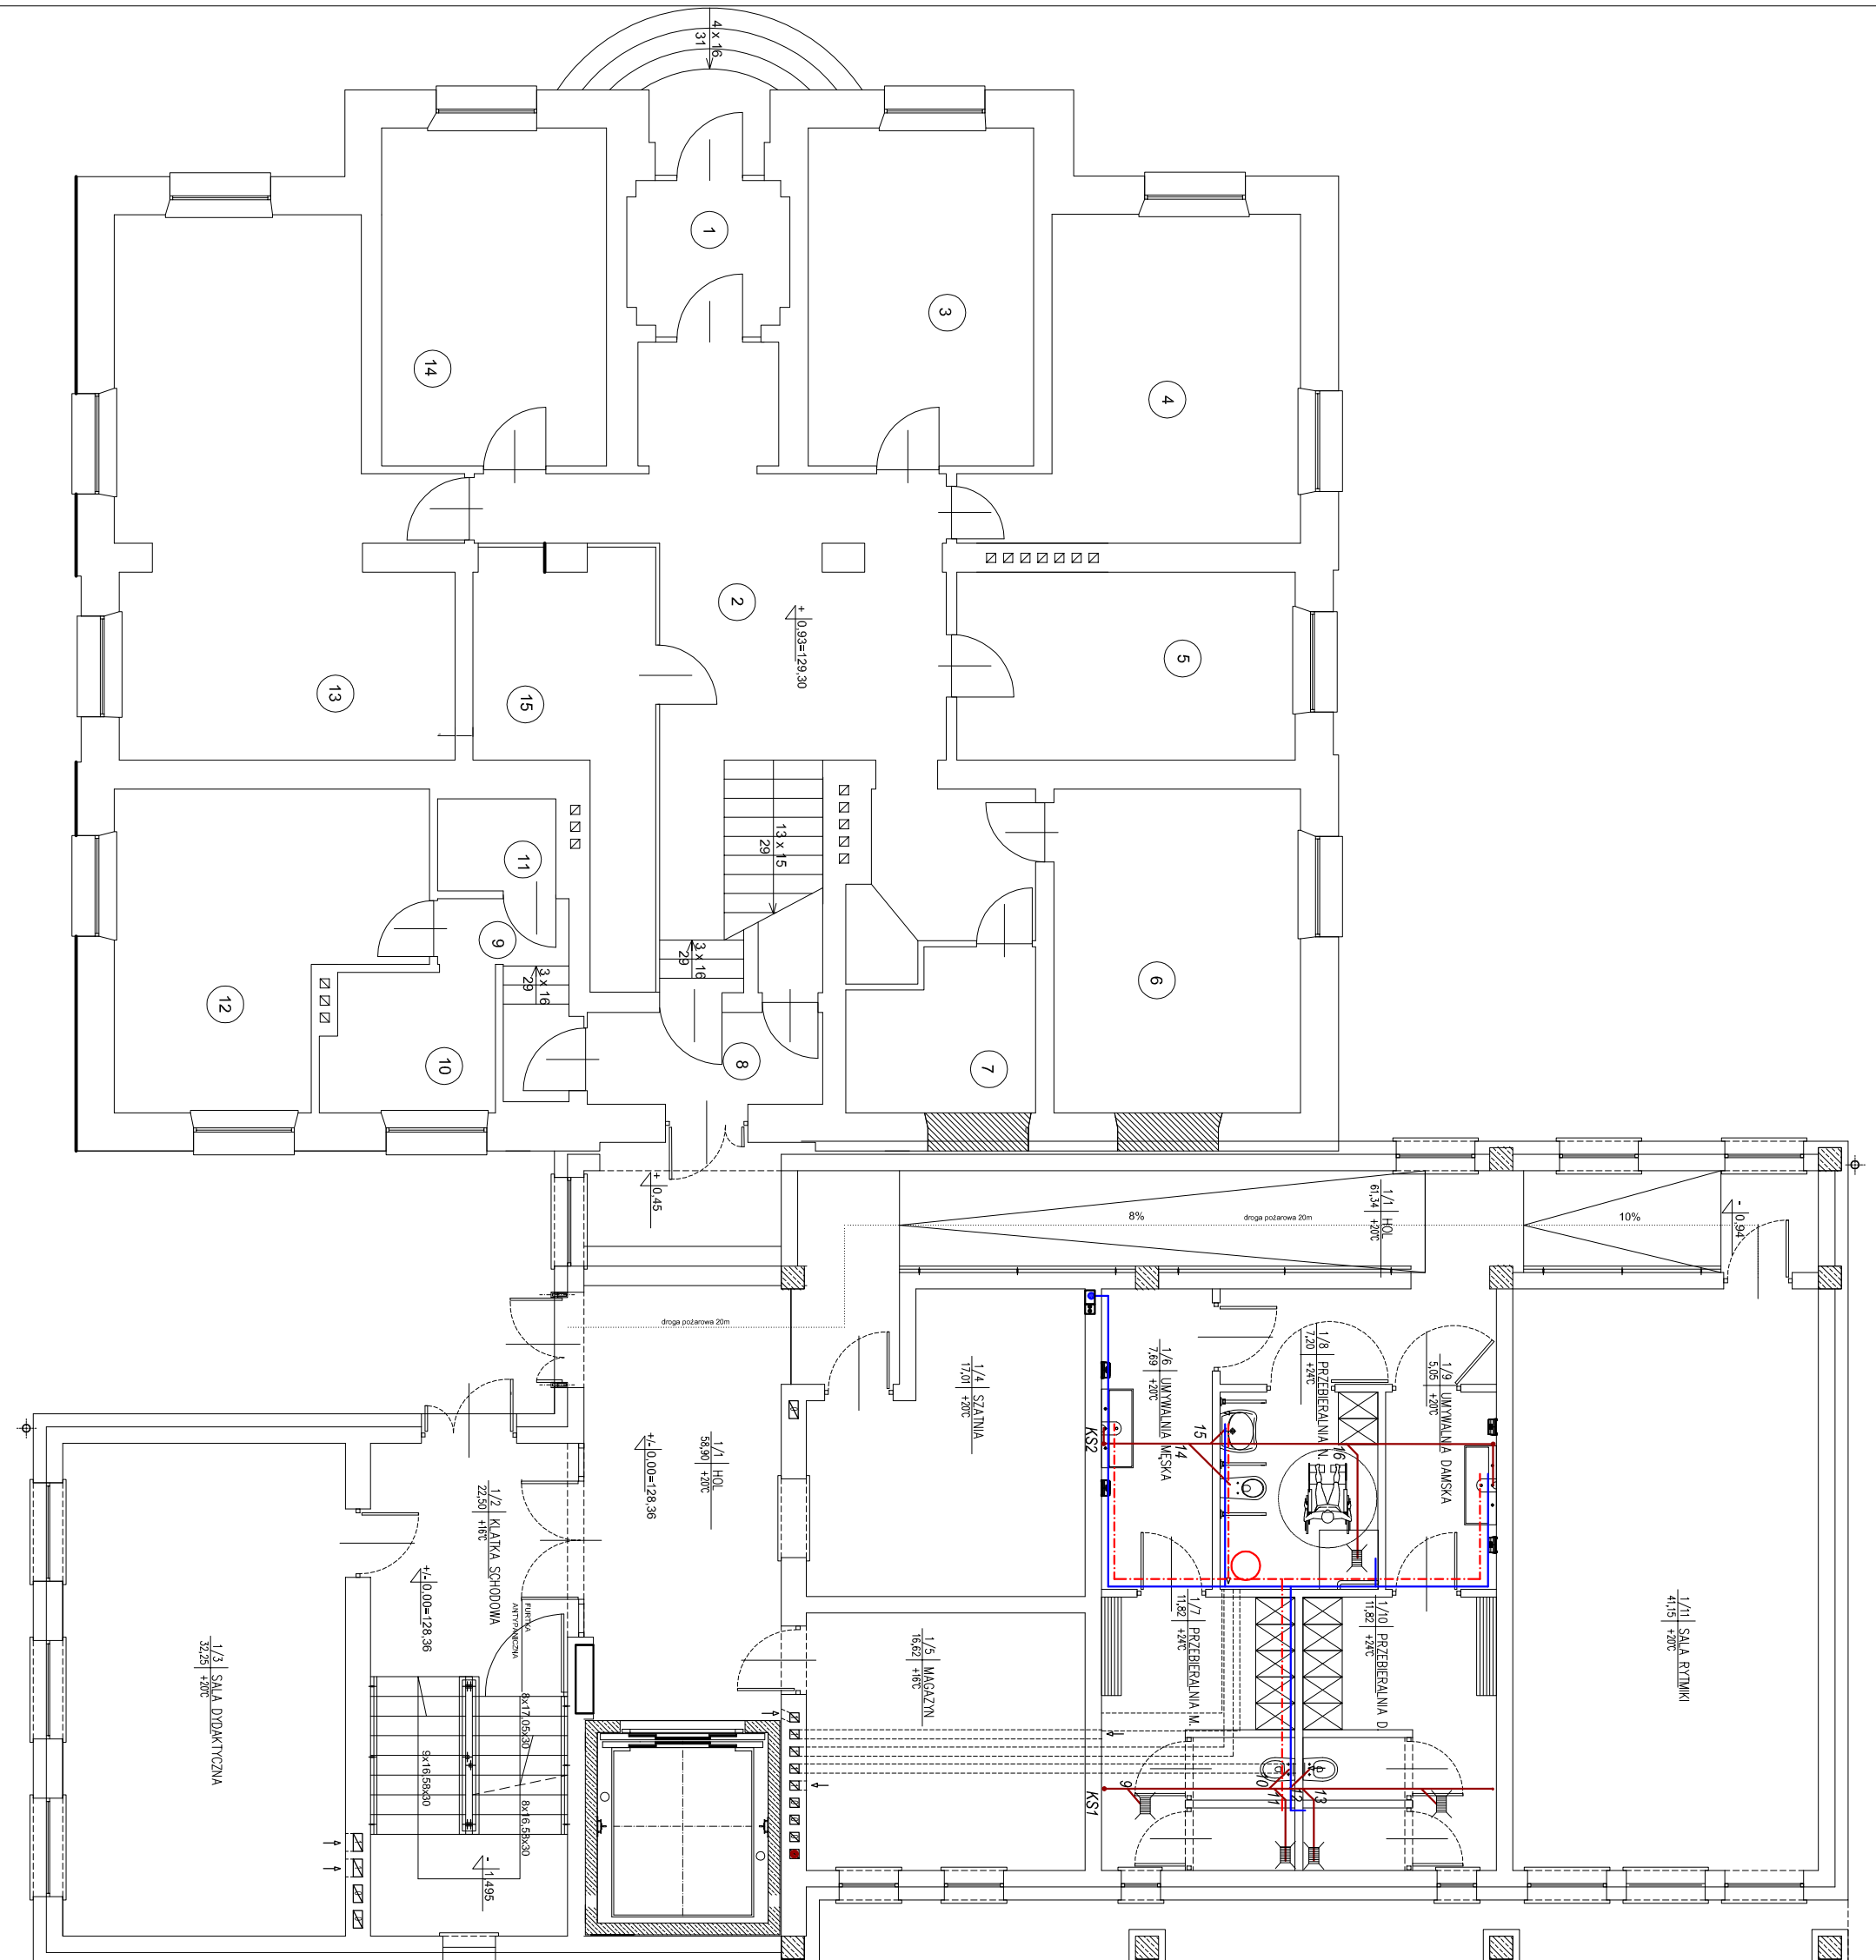 4 x 16
31
1
3
14
4
2
+
0,93=129,30
5
13
15
13 x 15
29
11
9
3 x 16
29
3 x 16
29
12
6
10
8
7
+
0,45
1/1 HOL
61,34 +20°C
8%
droga pożarowa 20m
10%
-
0,94
droga pożarowa 20m
1/4 SZATNIA
17,01 +20°C
1/6 UMYWALNIA MĘSKA
7,69 +20°C
1/8 PRZEBIERALNIA N.
7,20 +24°C
1/9 UMYWALNIA DAMSKA
5,05 +20°C
KS2
15
14
16
1/1 HOL
58,90 +20°C
+/-0,00=128,36
1/2 KLATKA SCHODOWA
22,50 +16°C
+/-0,00=128,36
FURTKA
ANTYPANICZNA
1/3 SALA DYDAKTYCZNA
32,25 +20°C
8x17,05x30
9x16,58x30
8x16,58x30
-
1,495
1/5 MAGAZYN
16,62 +16°C
1/7 PRZEBIERALNIA M.
11,82 +24°C
1/10 PRZEBIERALNIA D.
11,82 +24°C
1/11 SALA RYTMIKI
41,15 +20°C
KS1
9
10
11
12
13